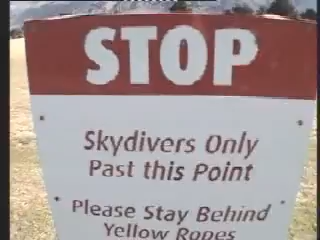 STOP
Skydivers Only
Past this Point
Please Stay Behind
Yellow Ropes